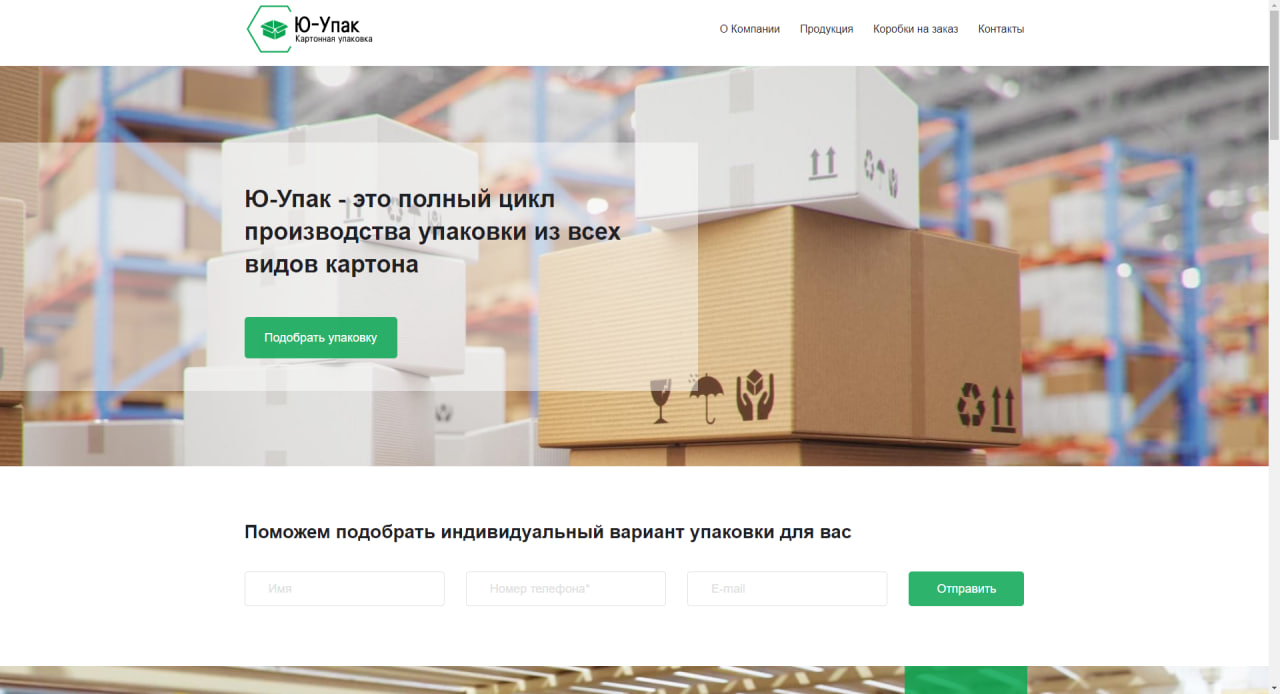 Ю-Упак
Картонная упаковка
О Компании
Продукция
Коробки на заказ
Контакты
Ю-Упак - это полный цикл
производства упаковки из всех
видов картона
Подобрать упаковку
Поможем подобрать индивидуальный вариант упаковки для вас
Имя
Номер телефона*
E-mail
Отправить